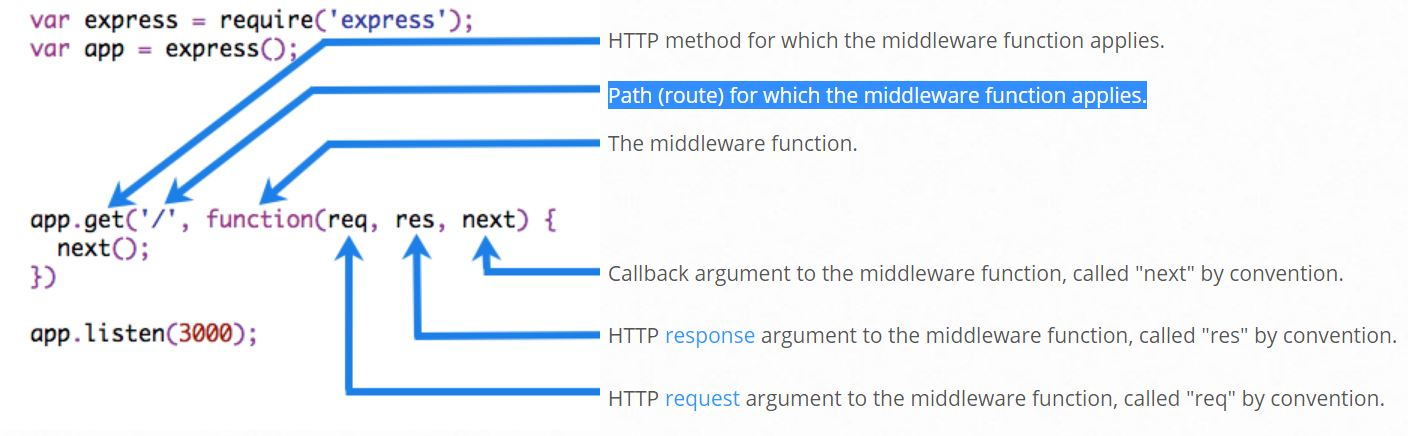 var express = require('express');
var app = express();
HTTP method for which the middleware function applies.
Path (route) for which the middleware function applies.
The middleware function.
app.get('/', function(req, res, next) {
  next();
})
Callback argument to the middleware function, called "next" by convention.
app.listen(3000);
HTTP response argument to the middleware function, called "res" by convention.
HTTP request argument to the middleware function, called "req" by convention.